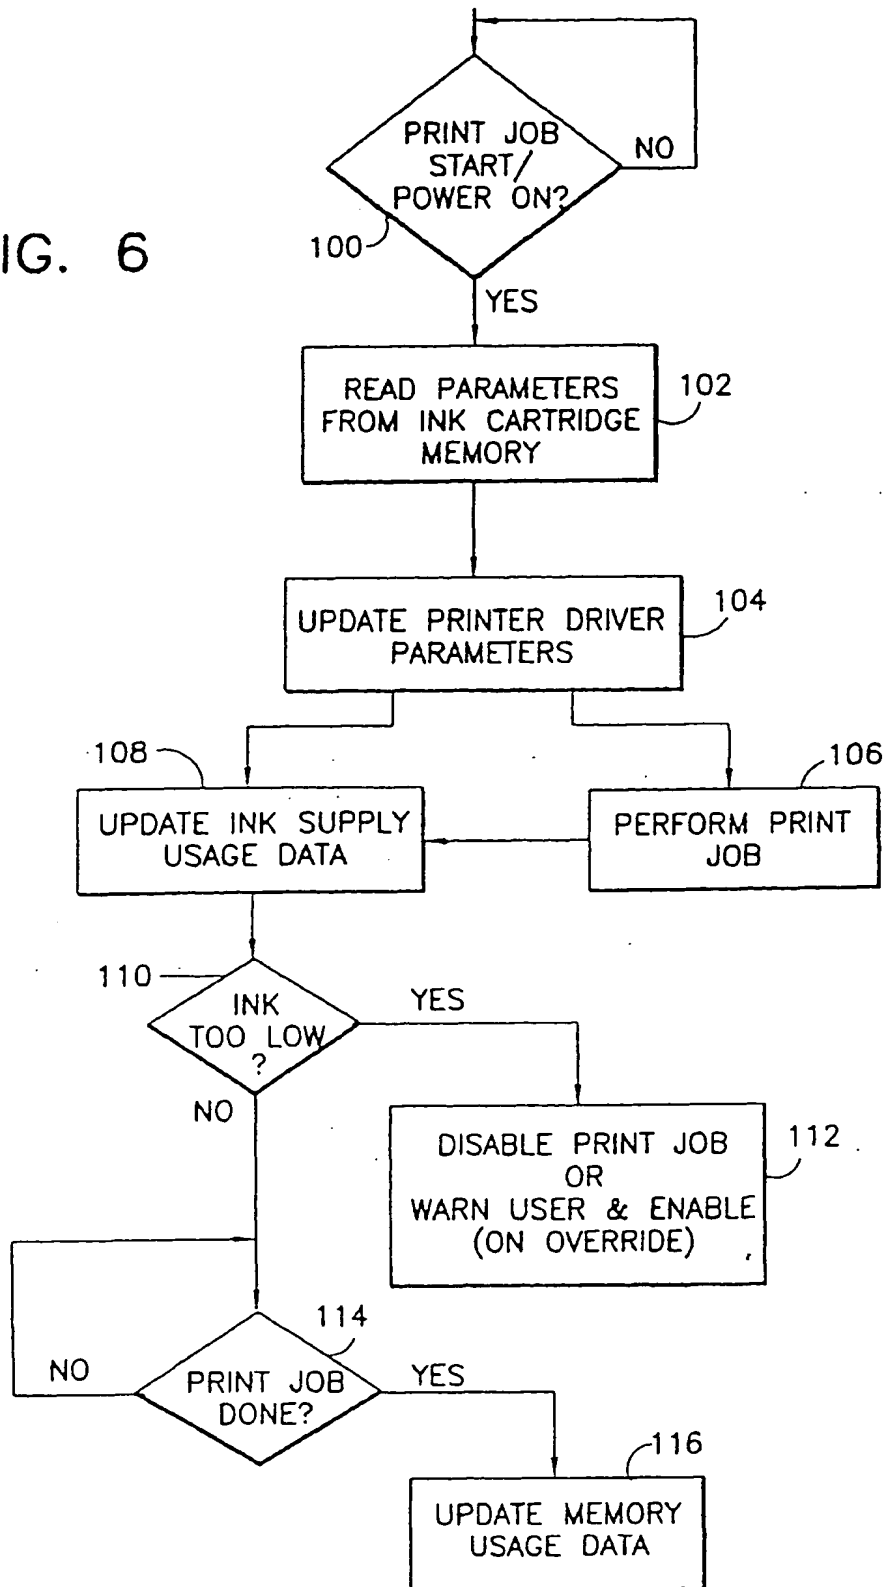 PRINT JOB
START/
POWER ON?
NO
100
IG. 6
YES
READ PARAMETERS
FROM INK CARTRIDGE
MEMORY
102
UPDATE PRINTER DRIVER
PARAMETERS
104
108
106
UPDATE INK SUPPLY
USAGE DATA
PERFORM PRINT
JOB
110
INK
TOO LOW
?
YES
NO
DISABLE PRINT JOB
OR
WARN USER & ENABLE
(ON OVERRIDE)
112
114
NO
PRINT JOB
DONE?
YES
116
UPDATE MEMORY
USAGE DATA